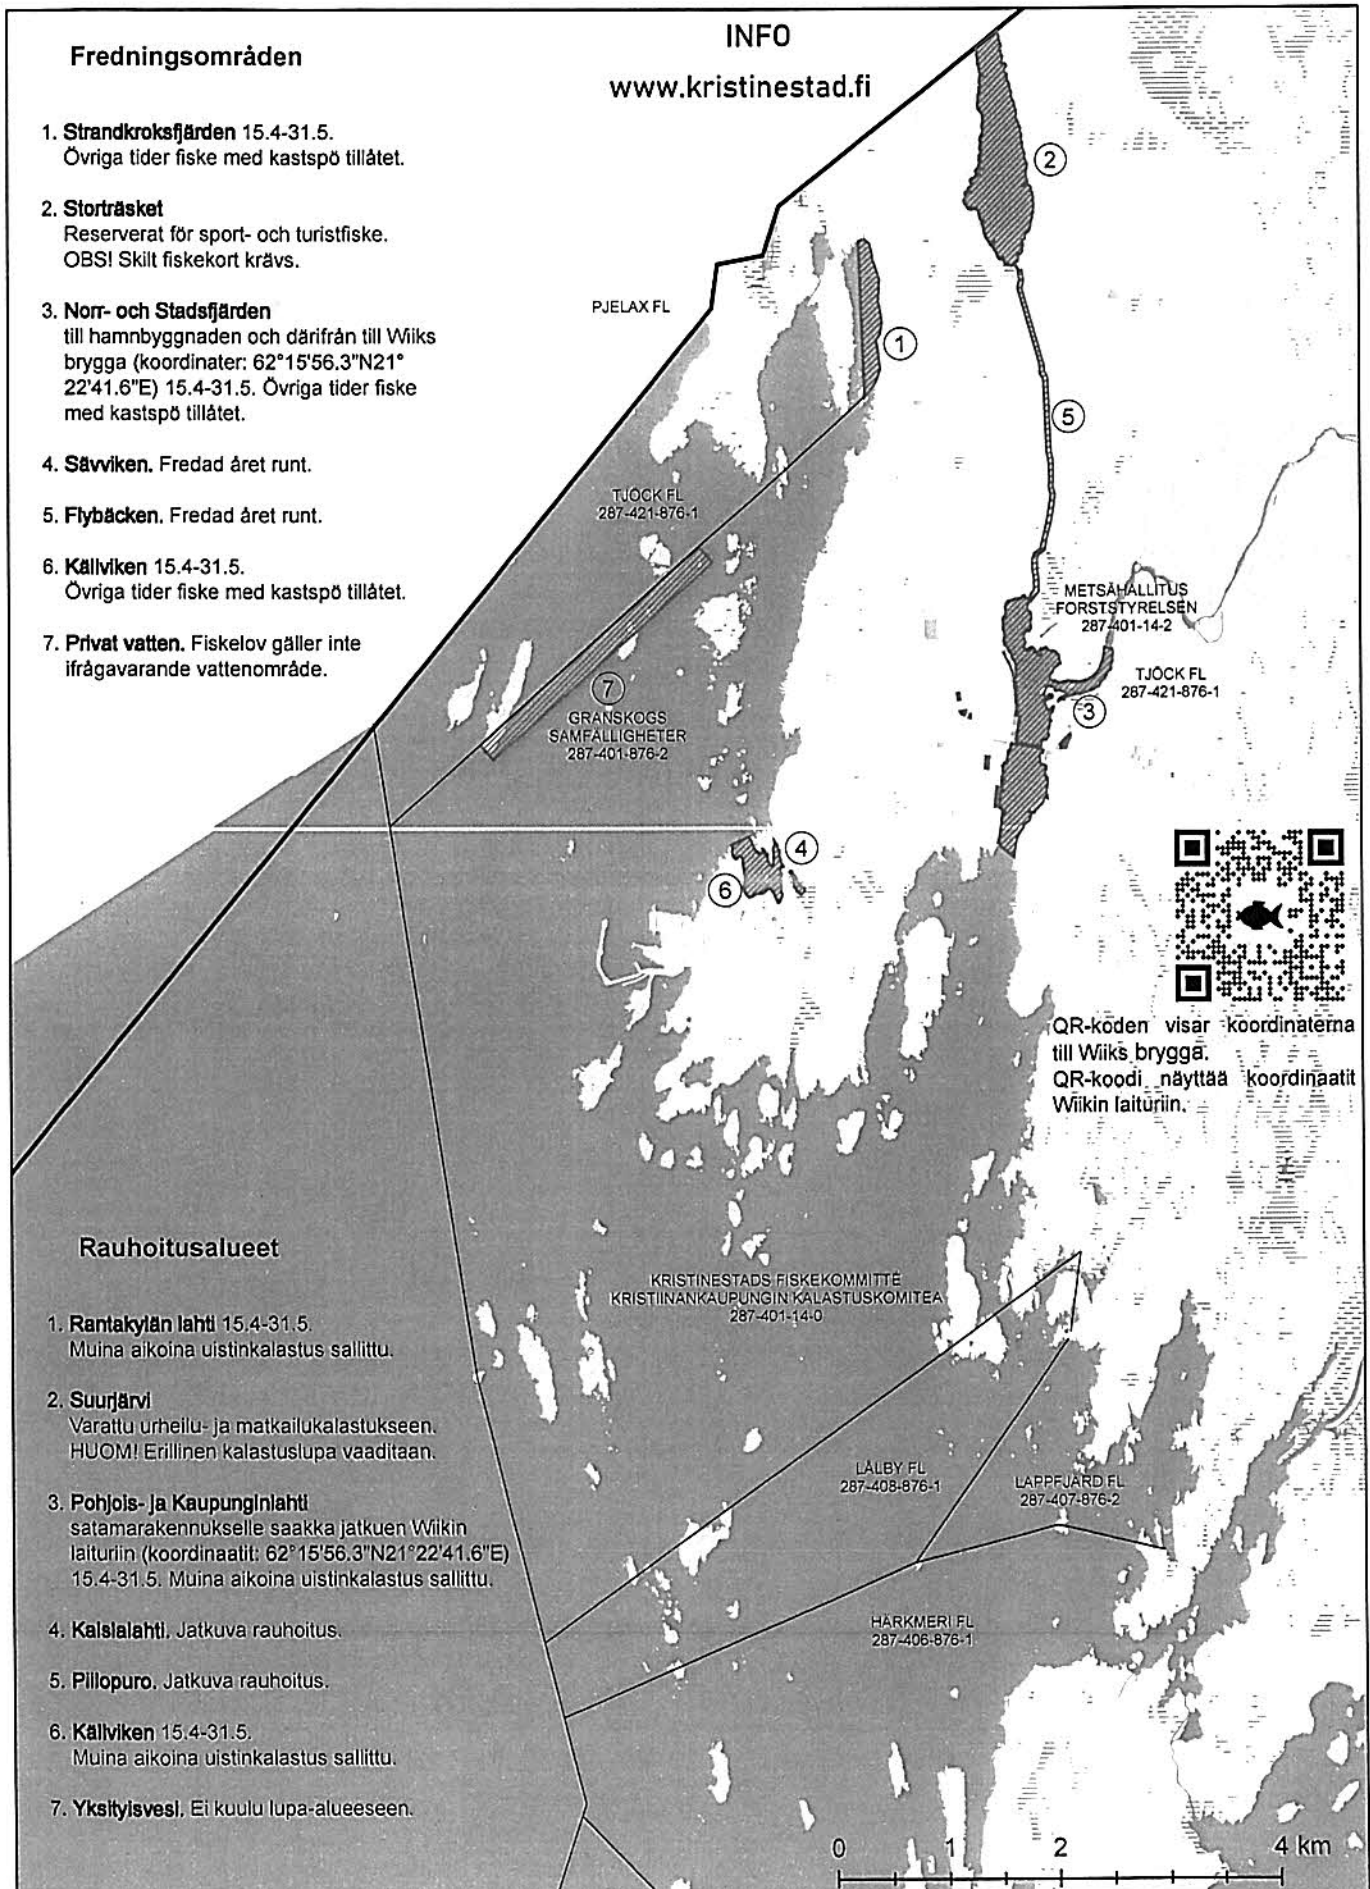 INFO
www.kristinestad.fi
Fredningsområden
1. Strandkroksfjärden 15.4-31.5.
Övriga tider fiske med kastspö tillåtet.
2. Storträsket
Reserverat för sport- och turistfiske.
OBS! Skilt fiskekort krävs.
3. Norr- och Stadsfjärden
till hamnbyggnaden och därifrån till Wiiks
brygga (koordinater: 62°15'56.3"N21°
22'41.6"E) 15.4-31.5. Övriga tider fiske
med kastspö tillåtet.
4. Sävviken. Fredad året runt.
5. Flybäcken. Fredad året runt.
6. Källviken 15.4-31.5.
Övriga tider fiske med kastspö tillåtet.
7. Privat vatten. Fiskelov gäller inte
ifrågavarande vattenområde.
2
PJELAX FL
1
5
TJÖCK FL
287-421-876-1
METSÄHALLITUS
FORSTSTYRELSEN
287-401-14-2
TJÖCK FL
287-421-876-1
7
3
GRANSKOGS
SAMFÄLLIGHETER
287-401-876-2
4
6
QR-koden visar koordinaterna
till Wiiks brygga.
QR-koodi näyttää koordinaatit
Wiikin laituriin.
Rauhoitusalueet
1. Rantakylän lahti 15.4-31.5.
Muina aikoina uistinkalastus sallittu.
2. Suurjärvi
Varattu urheilu- ja matkailukalastukseen.
HUOM! Erillinen kalastuslupa vaaditaan.
3. Pohjois- ja Kaupunginlahti
satamarakennukselle saakka jatkuen Wiikin
laituriin (koordinaatit: 62°15'56.3"N21°22'41.6"E)
15.4-31.5. Muina aikoina uistinkalastus sallittu.
4. Kaislalahti. Jatkuva rauhoitus.
5. Pillopuro. Jatkuva rauhoitus.
6. Källviken 15.4-31.5.
Muina aikoina uistinkalastus sallittu.
7. Yksityisvesi. Ei kuulu lupa-alueeseen.
KRISTINESTADS FISKEKOMMITTÉ
KRISTIINANKAUPUNGIN KALASTUSKOMITEA
287-401-14-0
LÅLBY FL
287-408-876-1
LAPPFJÄRD FL
287-407-876-2
HÄRKMERI FL
287-406-876-1
0 1 2 4 km